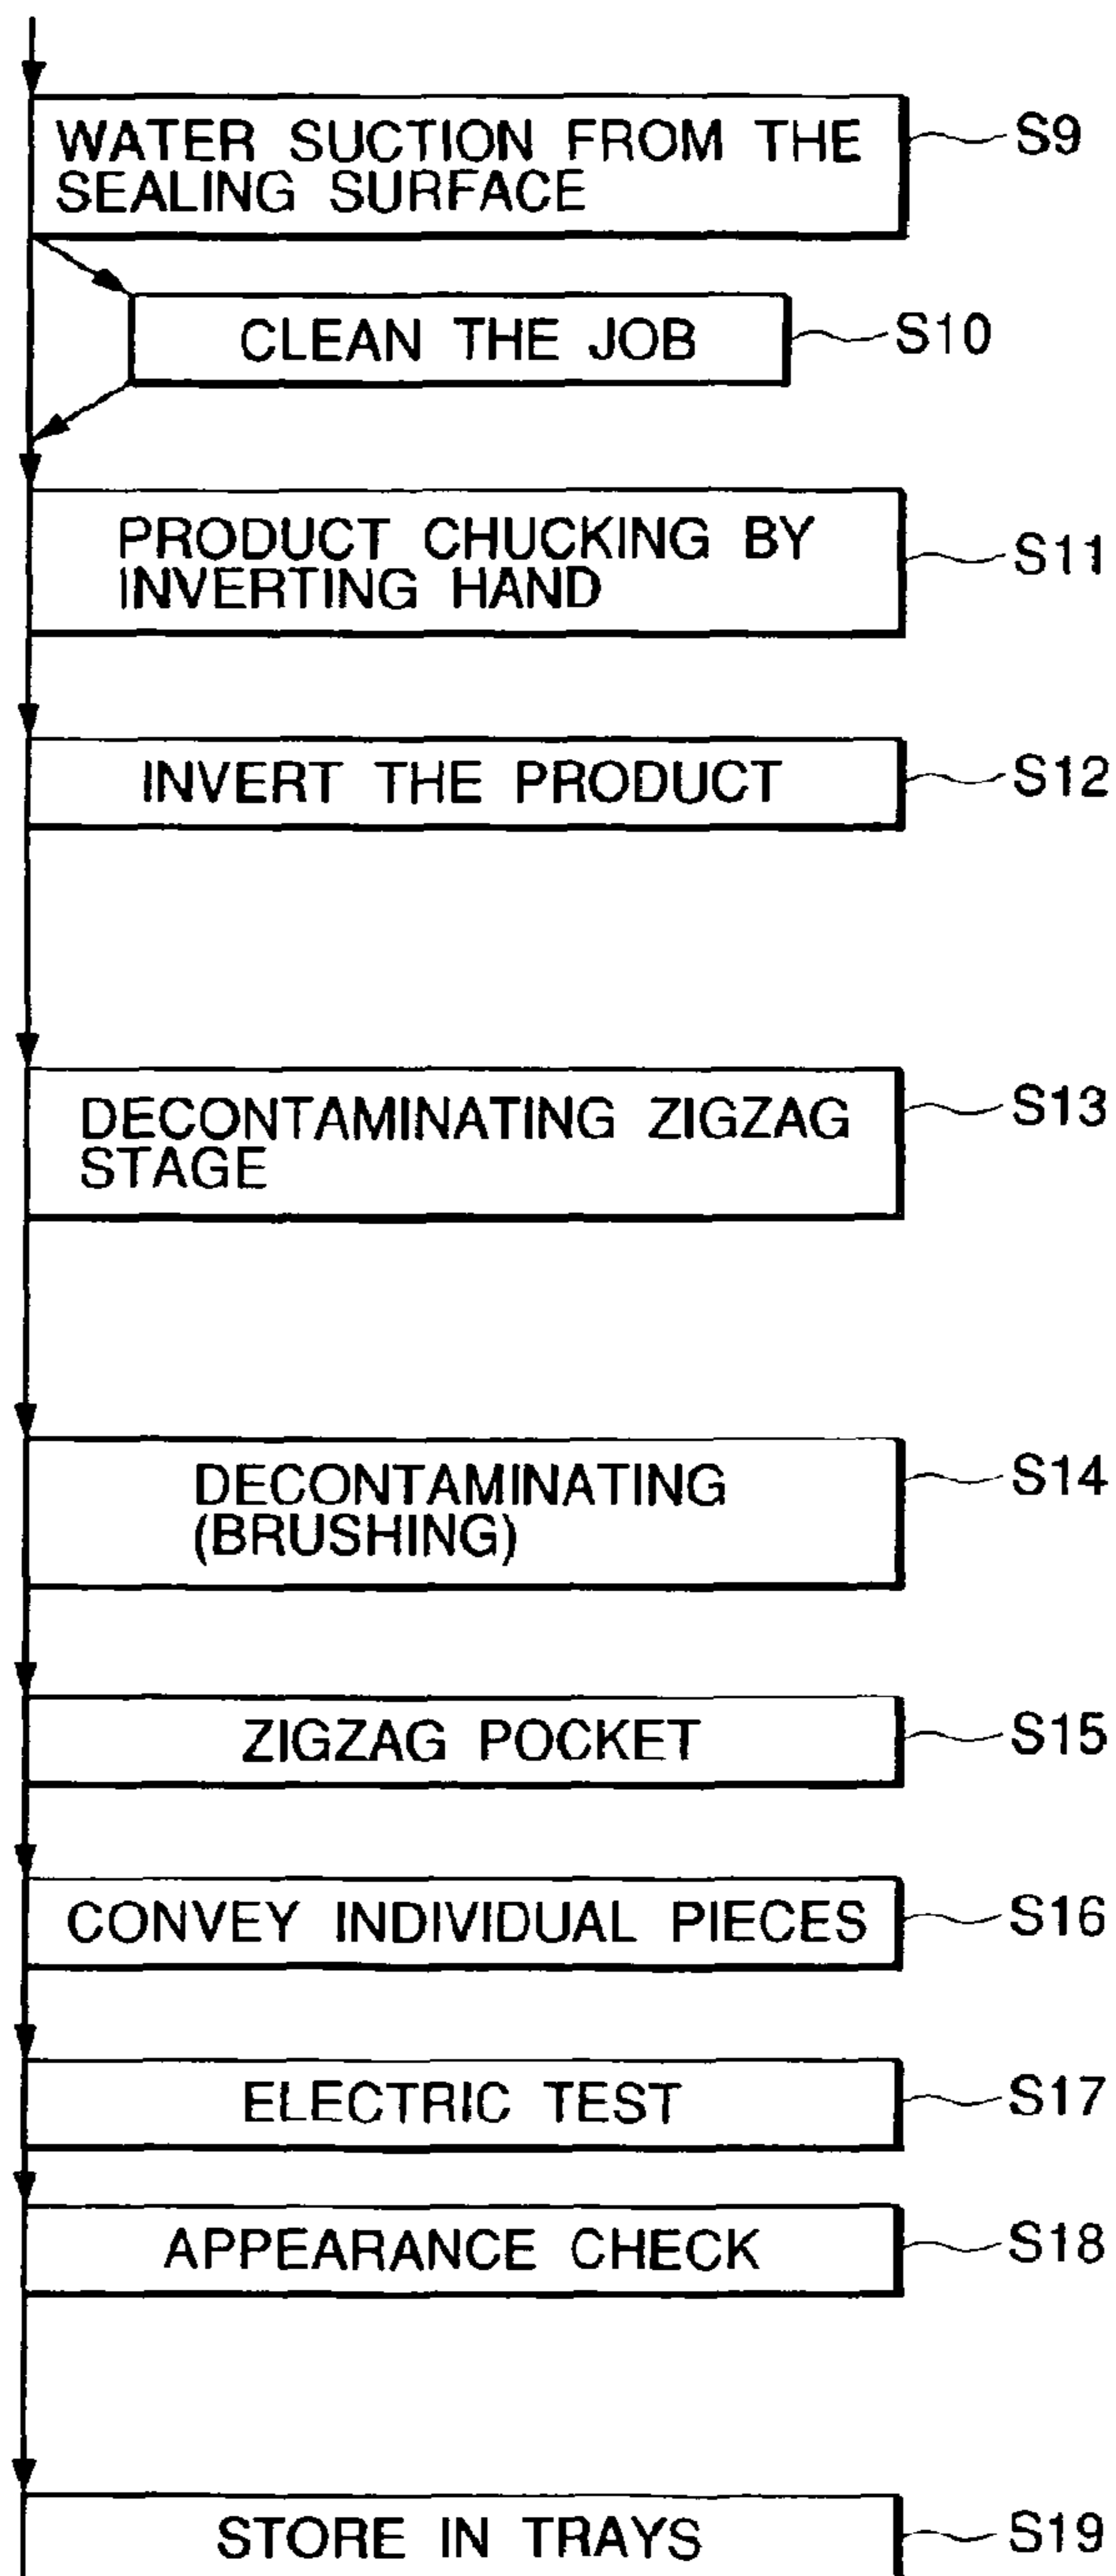 WATER SUCTION FROM THE
SEALING SURFACE
S9
CLEAN THE JOB
S10
PRODUCT CHUCKING BY
INVERTING HAND
S11
INVERT THE PRODUCT
S12
DECONTAMINATING ZIGZAG
STAGE
S13
DECONTAMINATING
(BRUSHING)
S14
ZIGZAG POCKET
S15
CONVEY INDIVIDUAL PIECES
S16
ELECTRIC TEST
S17
APPEARANCE CHECK
S18
STORE IN TRAYS
S19